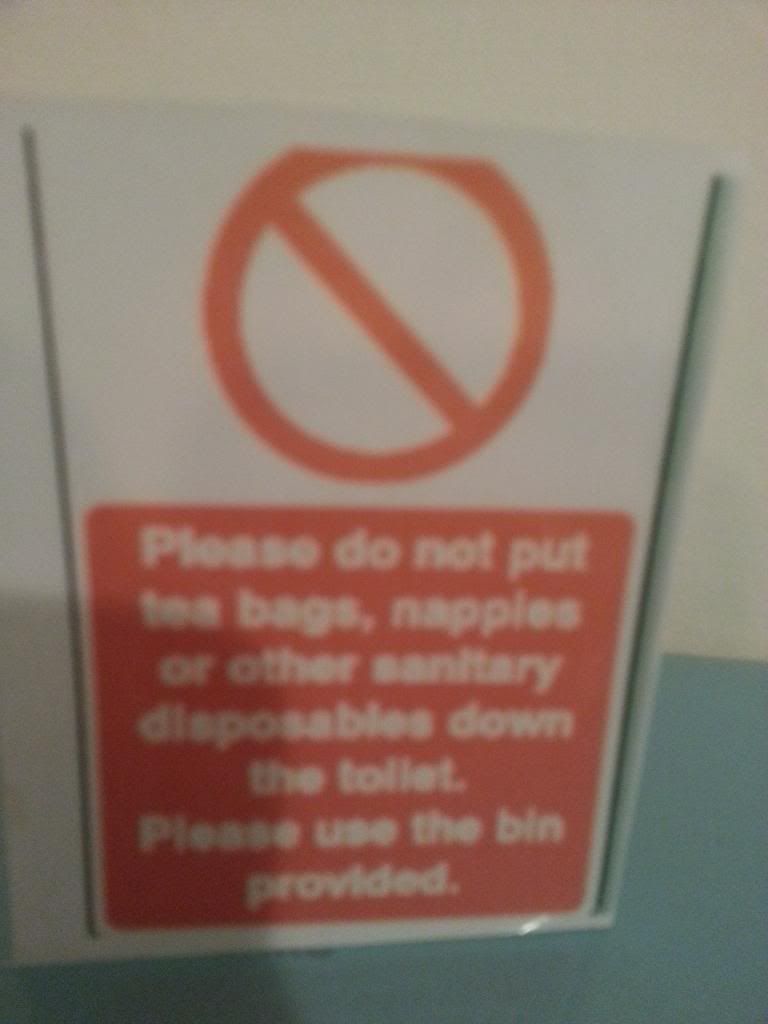 Please do not put
tea bags, nappies
or other sanitary
disposables down
the toilet.
Please use the bin
provided.